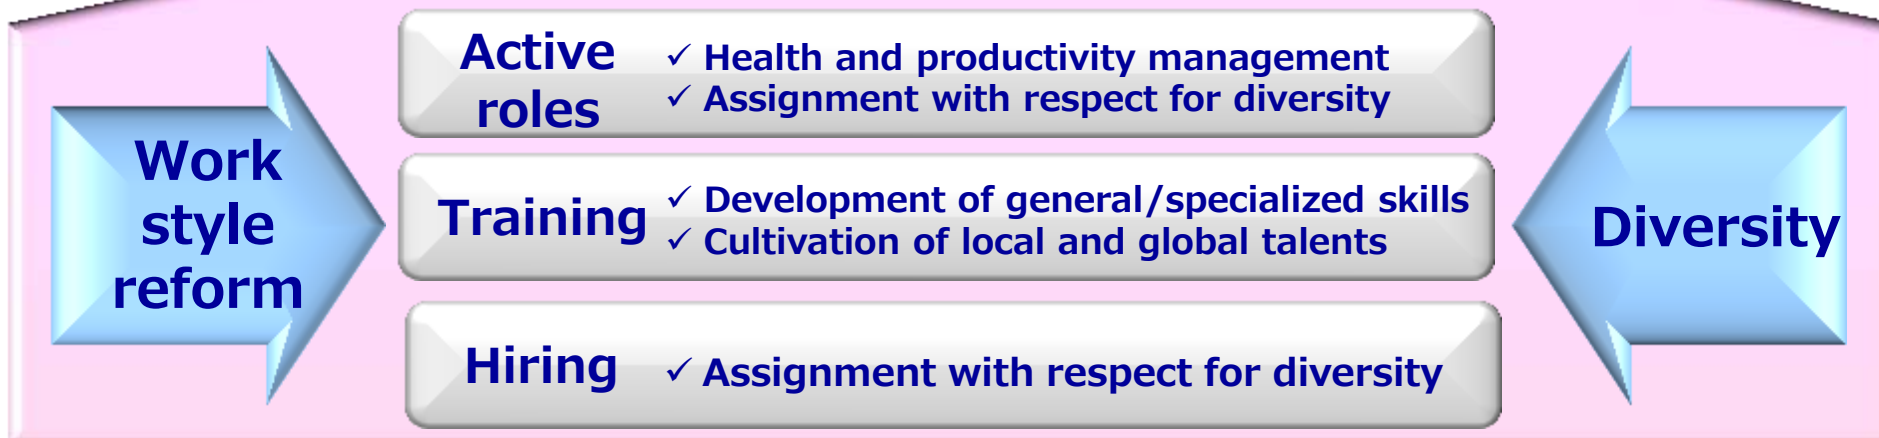 Work
style
reform
Active
roles
✓ Health and productivity management
✓ Assignment with respect for diversity
Training
✓ Development of general/specialized skills
✓ Cultivation of local and global talents
Hiring
✓ Assignment with respect for diversity
Diversity